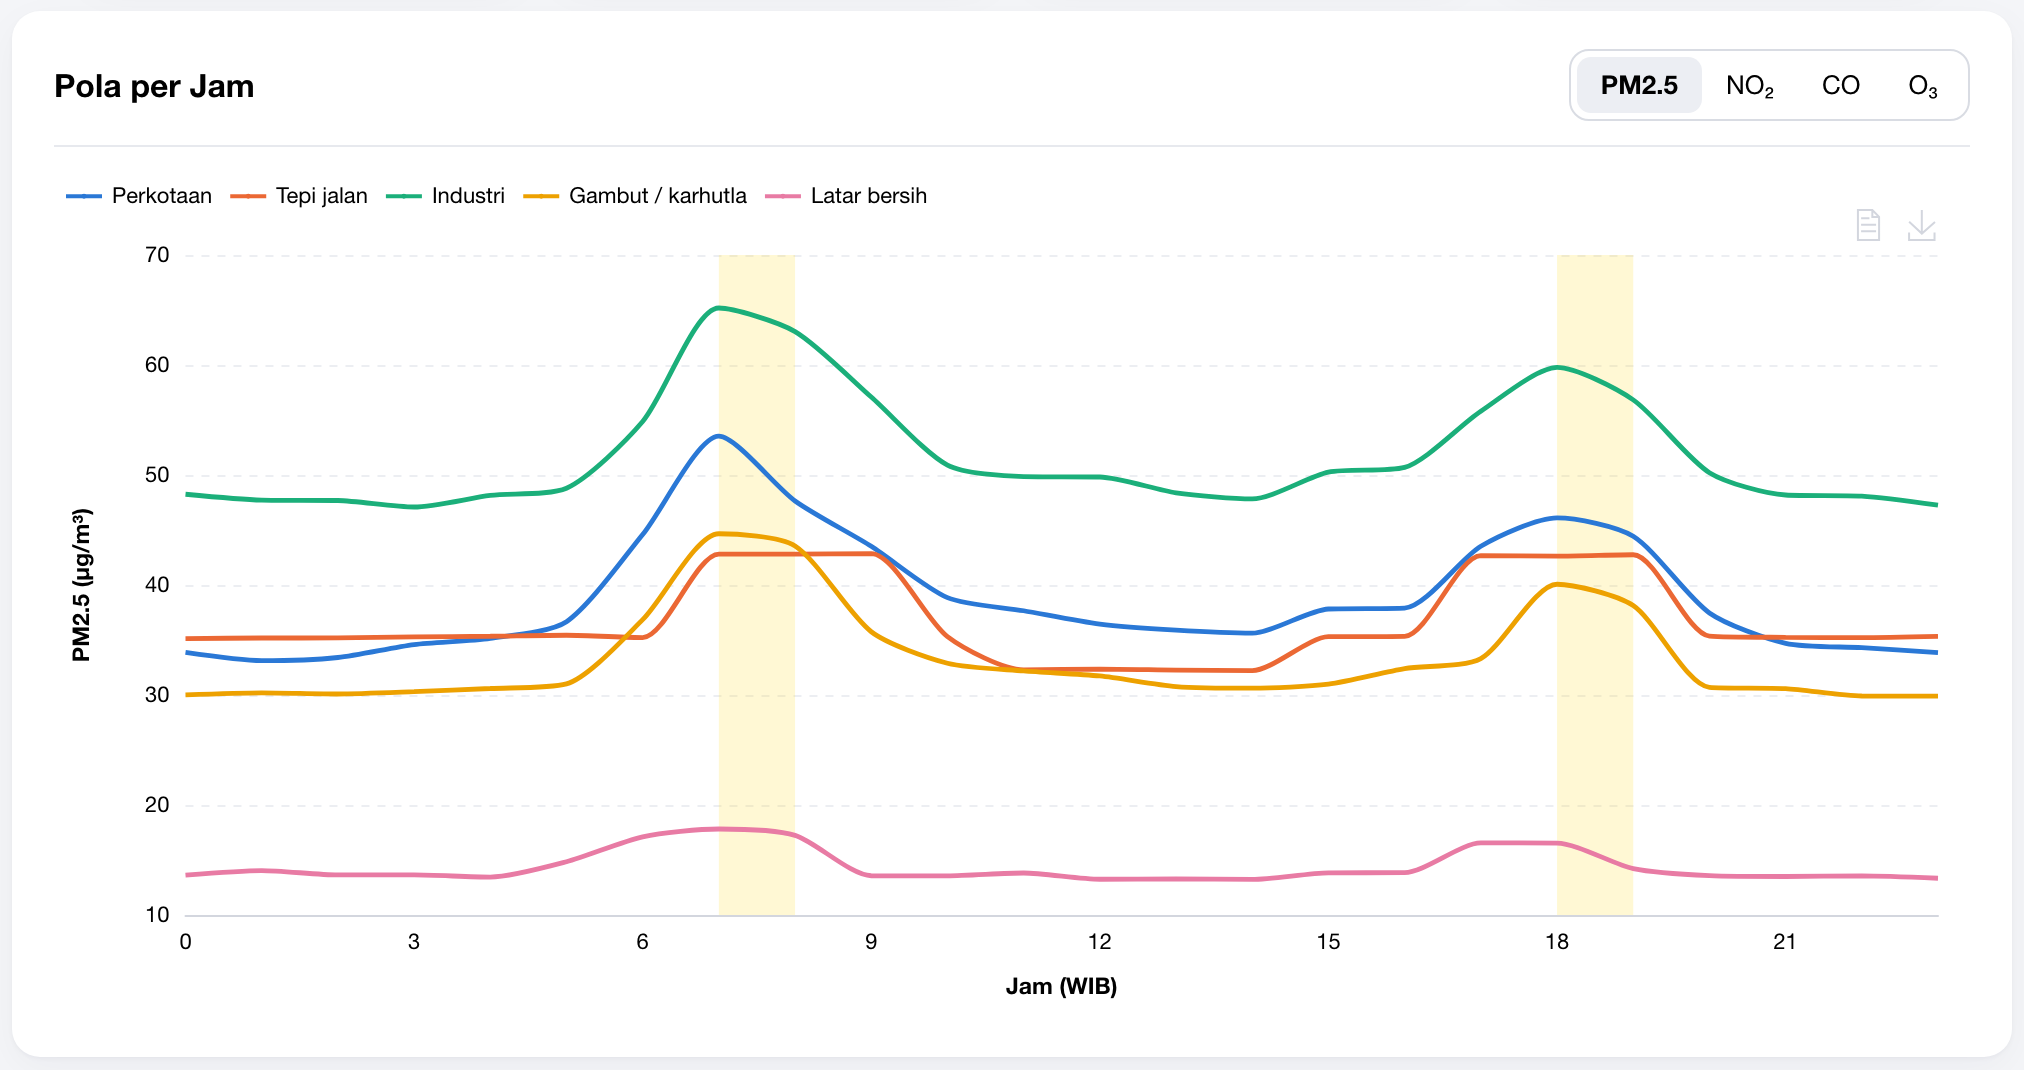 Pola per Jam
PM2.5 NO₂ CO O₃
Perkotaan Tepi jalan Industri Gambut / karhutla Latar bersih
70
60
50
40
30
20
10
PM2.5 (µg/m³)
0 3 6 9 12 15 18 21
Jam (WIB)